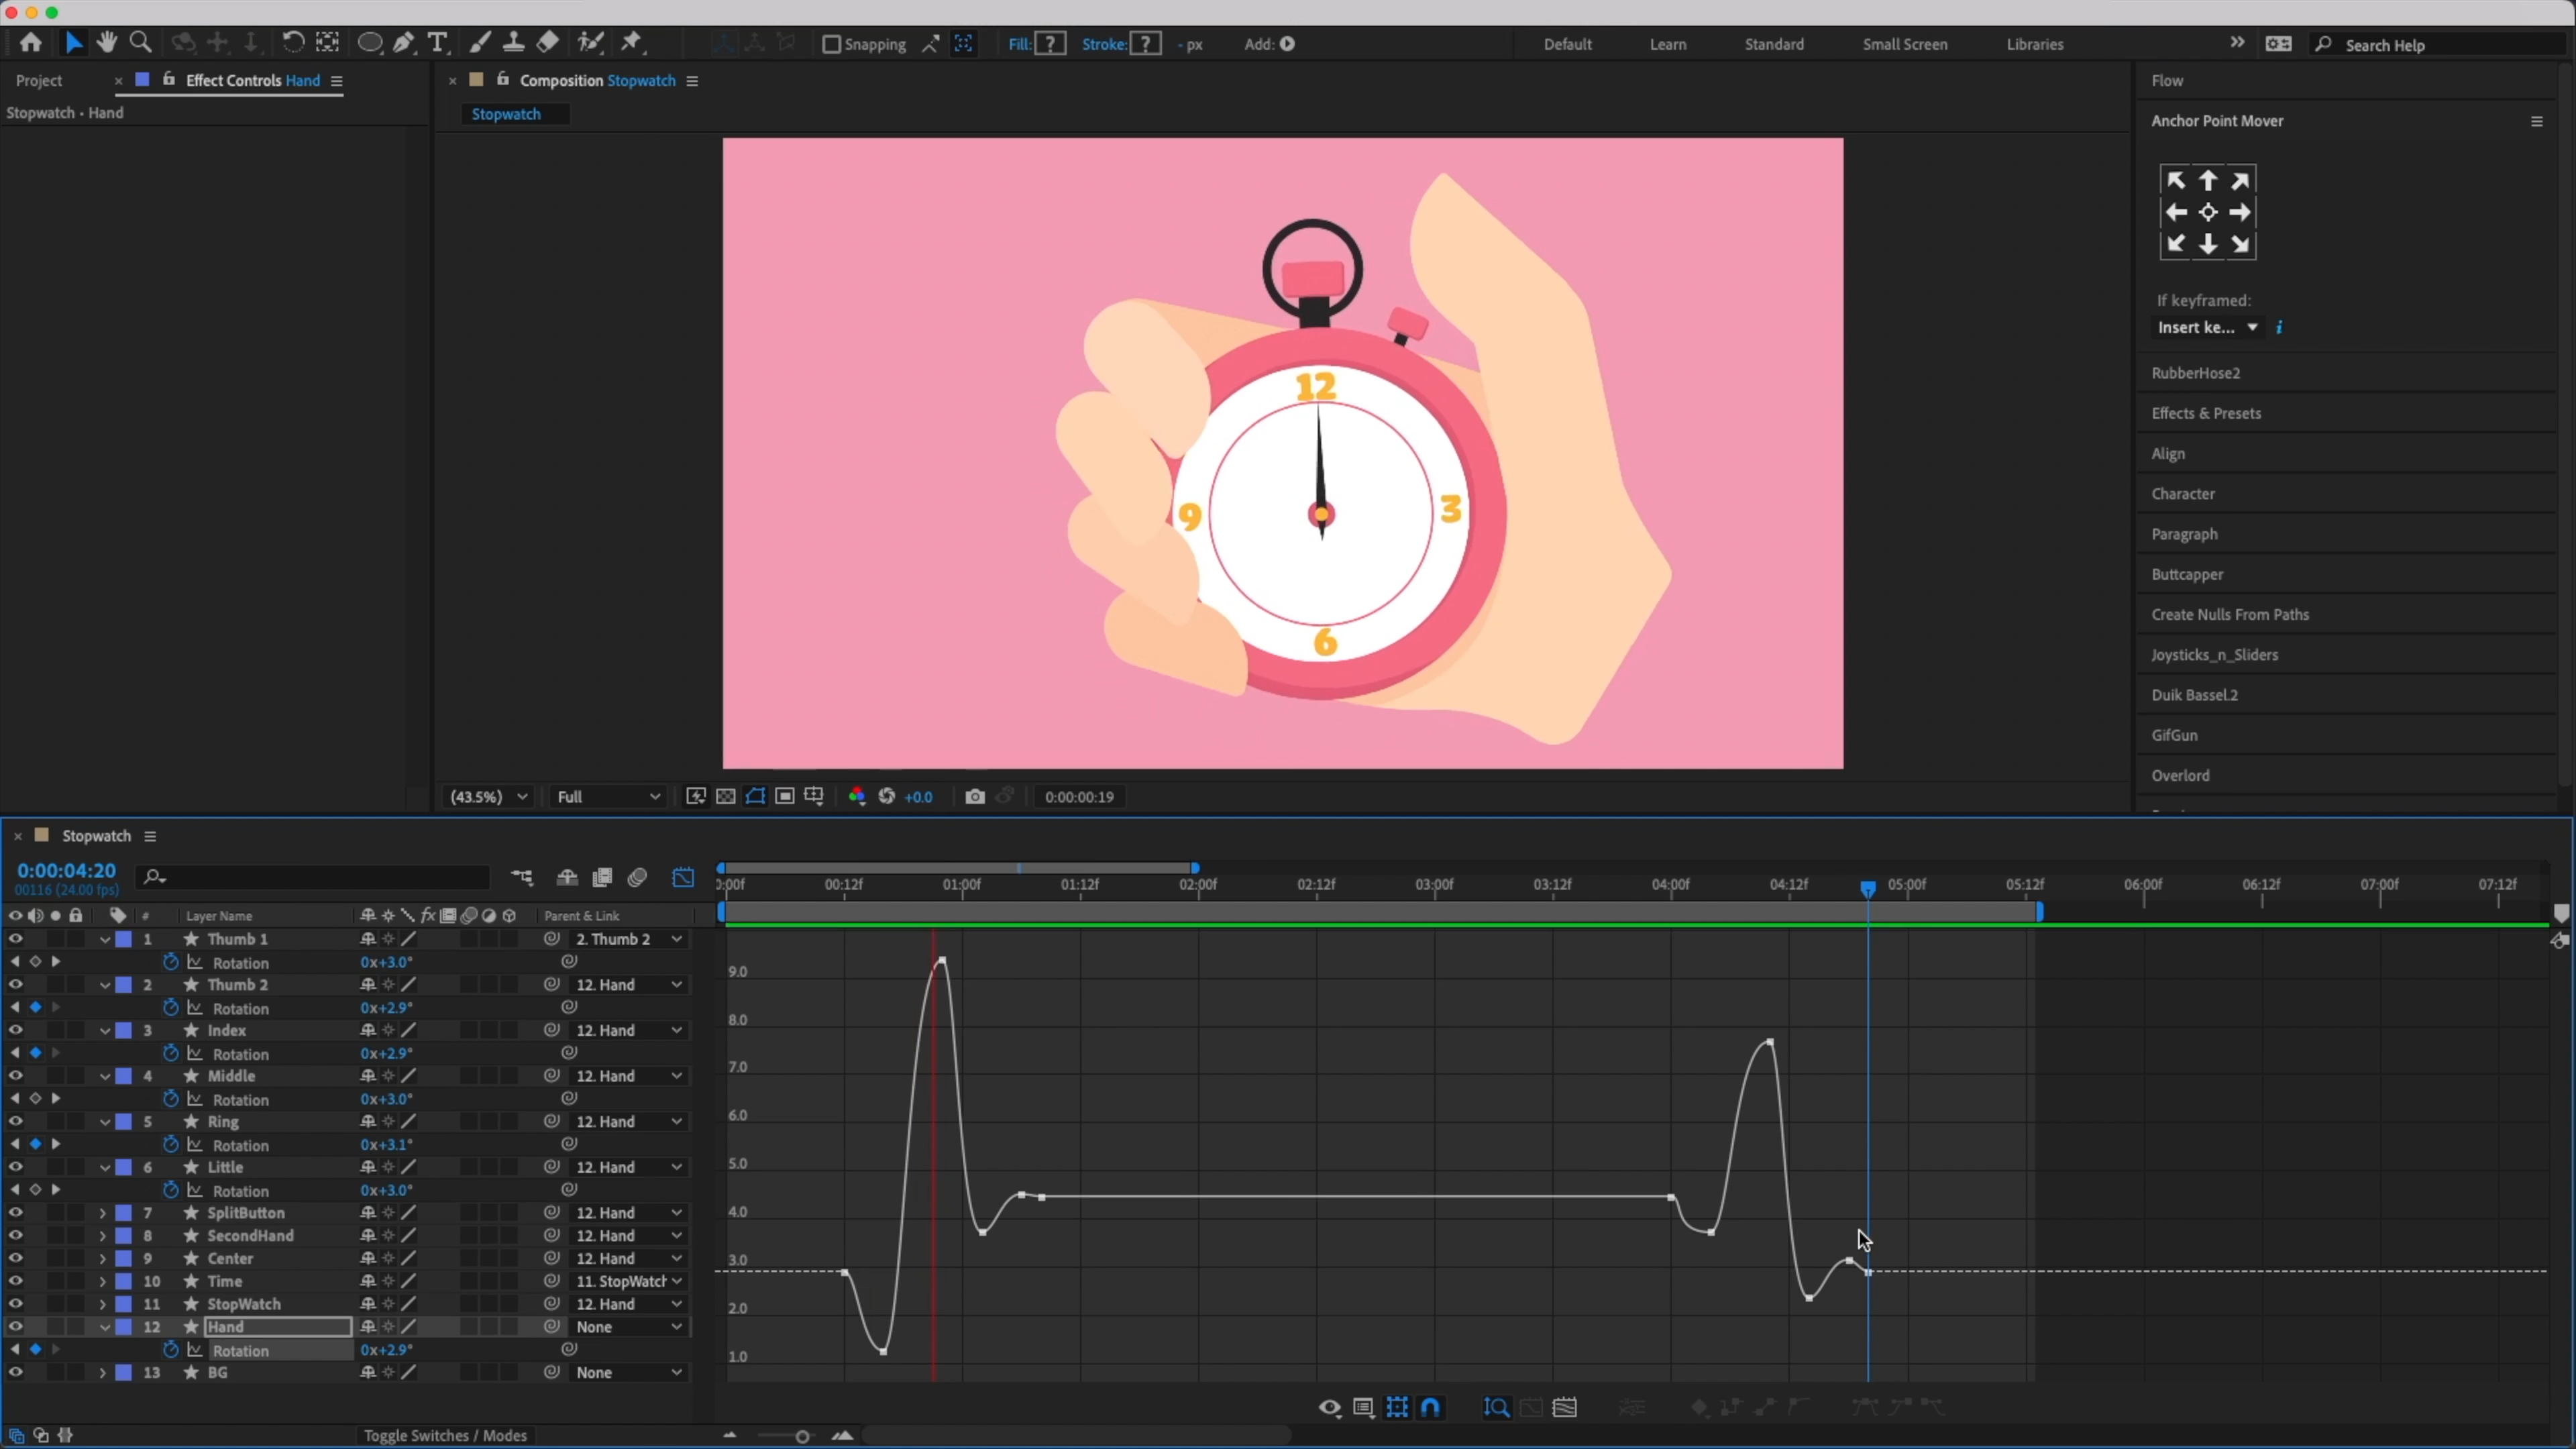 Snapping
Fill: ?
Stroke: ?
- px
Add:
Default
Learn
Standard
Small Screen
Libraries
Search Help
Project
Effect Controls Hand
Stopwatch • Hand
Composition Stopwatch
Stopwatch
12
3
6
9
(43.5%)
Full
+0.0
0:00:00:19
Flow
Anchor Point Mover
If keyframed:
Insert ke...
i
RubberHose2
Effects & Presets
Align
Character
Paragraph
Buttcapper
Create Nulls From Paths
Joysticks_n_Sliders
Duik Bassel.2
GifGun
Overlord
Stopwatch
0:00:04:20
00116 (24.00 fps)
# Layer Name fx Parent & Link
1 Thumb 1 2. Thumb 2
Rotation 0x+3.0°
2 Thumb 2 12. Hand
Rotation 0x+2.9°
3 Index 12. Hand
Rotation 0x+2.9°
4 Middle 12. Hand
Rotation 0x+3.0°
5 Ring 12. Hand
Rotation 0x+3.1°
6 Little 12. Hand
Rotation 0x+3.0°
7 SplitButton 12. Hand
8 SecondHand 12. Hand
9 Center 12. Hand
10 Time 11. StopWatch
11 StopWatch 12. Hand
12 Hand None
Rotation 0x+2.9°
13 BG None
Toggle Switches / Modes
0:00f 00:12f 01:00f 01:12f 02:00f 02:12f 03:00f 03:12f 04:00f 04:12f 05:00f 05:12f 06:00f 06:12f 07:00f 07:12f
9.0
8.0
7.0
6.0
5.0
4.0
3.0
2.0
1.0